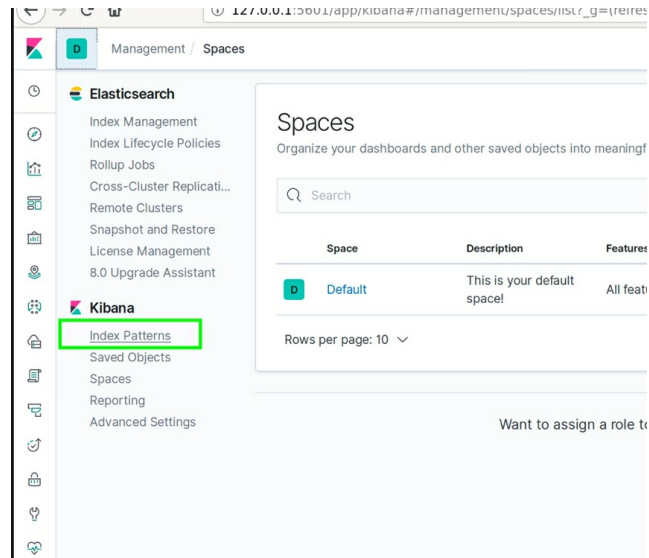 127.0.0.1:5601/app/kibana#/management/spaces/list?_g=(refres
D Management / Spaces
Elasticsearch
Index Management
Index Lifecycle Policies
Rollup Jobs
Cross-Cluster Replicati...
Remote Clusters
Snapshot and Restore
License Management
8.0 Upgrade Assistant
Kibana
Index Patterns
Saved Objects
Spaces
Reporting
Advanced Settings
Spaces
Organize your dashboards and other saved objects into meaningf
Search
Space Description Features
D Default This is your default space! All feat
Rows per page: 10
Want to assign a role to